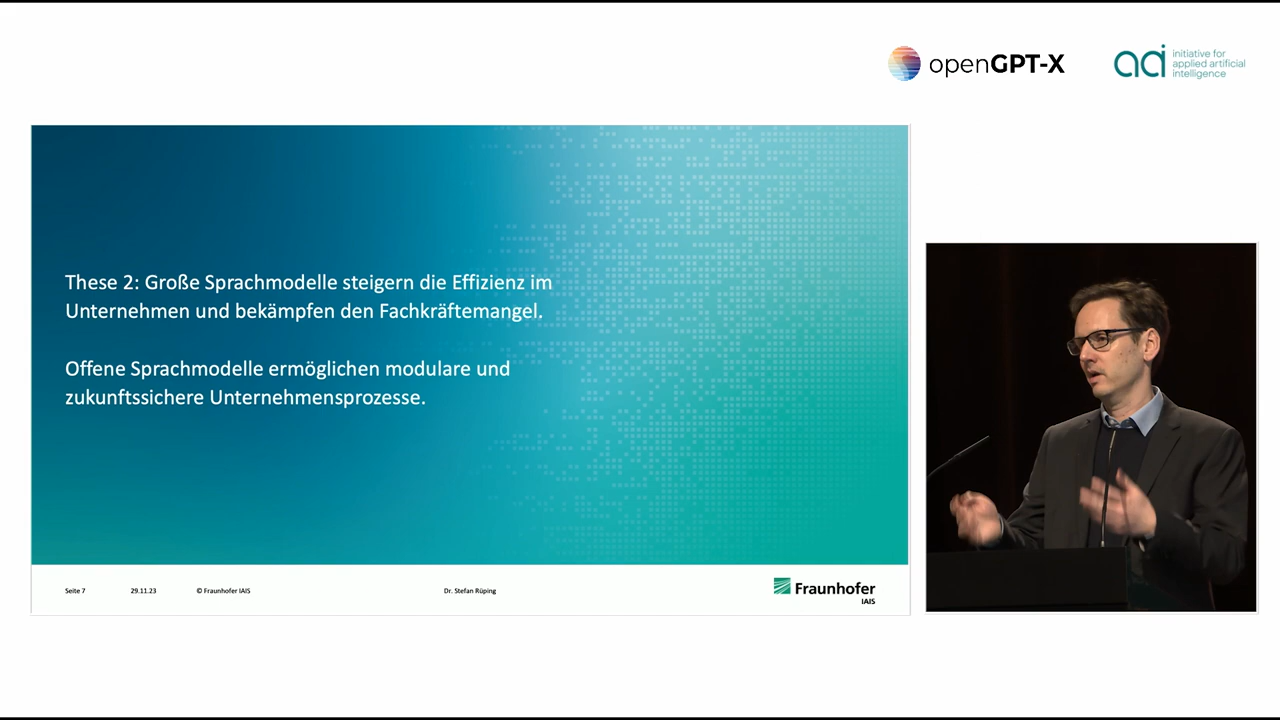 openGPT-X
aai
initiative for
applied artificial
intelligence
These 2: Große Sprachmodelle steigern die Effizienz im
Unternehmen und bekämpfen den Fachkräftemangel.
Offene Sprachmodelle ermöglichen modulare und
zukunftssichere Unternehmensprozesse.
Seite 7 29.11.23 © Fraunhofer IAIS Dr. Stefan Rüping
Fraunhofer
IAIS